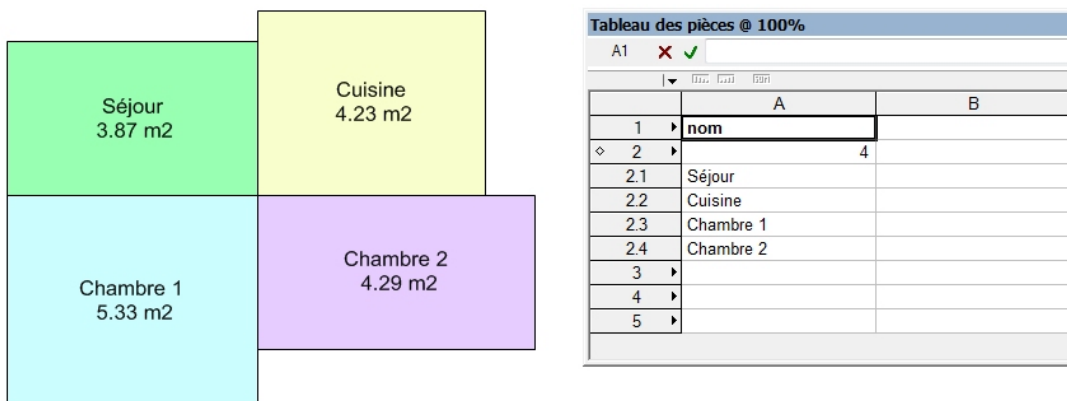 Séjour
3.87 m2
Cuisine
4.23 m2
Chambre 1
5.33 m2
Chambre 2
4.29 m2
Tableau des pièces @ 100%
A1
A B
1 nom
2 4
2.1 Séjour
2.2 Cuisine
2.3 Chambre 1
2.4 Chambre 2
3
4
5